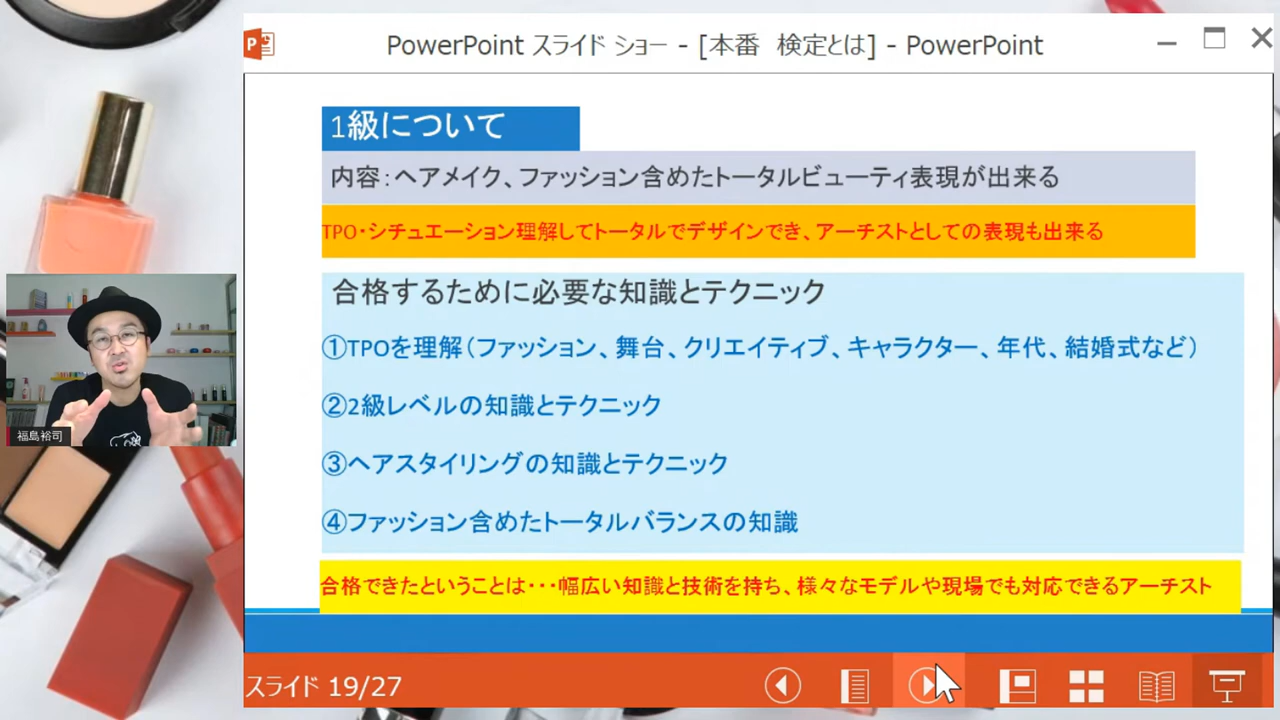 PowerPoint スライド ショー - [本番　検定とは] - PowerPoint
1級について
内容：ヘアメイク、ファッション含めたトータルビューティ表現が出来る
TPO・シチュエーション理解してトータルでデザインでき、アーチストとしての表現も出来る
合格するために必要な知識とテクニック
①TPOを理解（ファッション、舞台、クリエイティブ、キャラクター、年代、結婚式など）
②2級レベルの知識とテクニック
③ヘアスタイリングの知識とテクニック
④ファッション含めたトータルバランスの知識
合格できたということは・・・幅広い知識と技術を持ち、様々なモデルや現場でも対応できるアーチスト
福島裕司
スライド 19/27